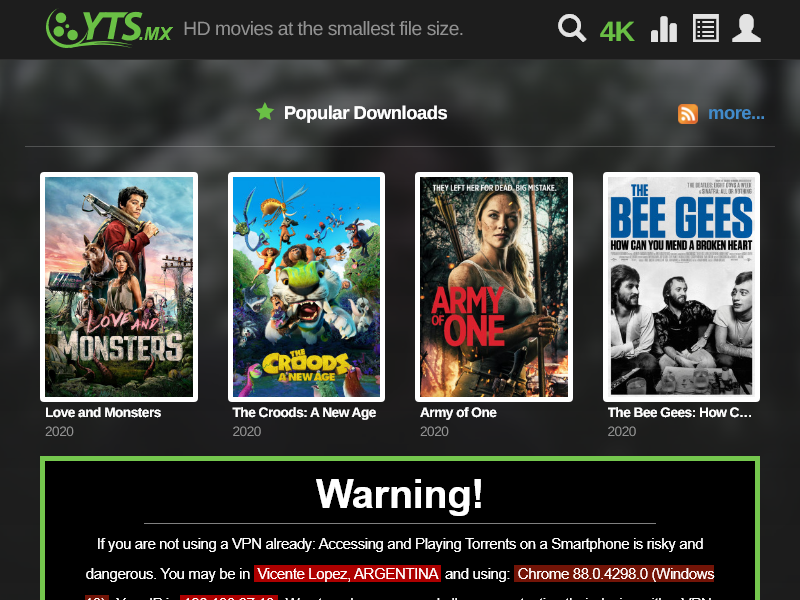 YTS.MX HD movies at the smallest file size. 4K
Popular Downloads more...
THEY LEFT HER FOR DEAD. BIG MISTAKE.
THE
BEE GEES
HOW CAN YOU MEND A BROKEN HEART
ARMY
OF ONE
LOVE AND
MONSTERS
THE
CROODS
A NEW AGE
Love and Monsters The Croods: A New Age Army of One The Bee Gees: How C...
2020 2020 2020 2020
Warning!
If you are not using a VPN already: Accessing and Playing Torrents on a Smartphone is risky and
dangerous. You may be in Vicente Lopez, ARGENTINA and using: Chrome 88.0.4298.0 (Windows